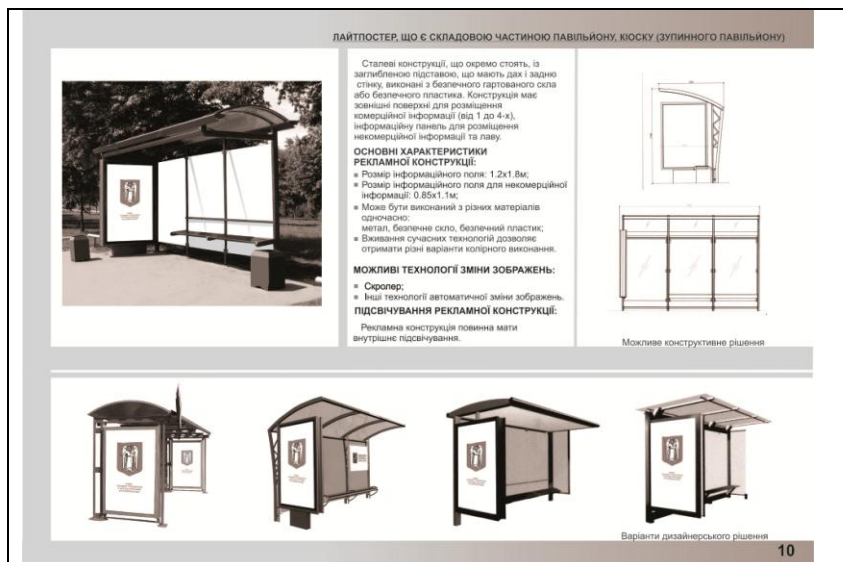 ЛАЙТПОСТЕР, ЩО Є СКЛАДОВОЮ ЧАСТИНОЮ ПАВІЛЬЙОНУ, КІОСКУ (ЗУПИННОГО ПАВІЛЬЙОНУ)
Сталеві конструкції, що окремо стоять, із
заглибленою підставою, що мають дах і задню
стінку, виконані з безпечного гартованого скла
або безпечного пластика. Конструкція має
зовнішні поверхні для розміщення
комерційної інформації (від 1 до 4-х),
інформаційну панель для розміщення
некомерційної інформації та лаву.
ОСНОВНІ ХАРАКТЕРИСТИКИ
РЕКЛАМНОЇ КОНСТРУКЦІЇ:
Розмір інформаційного поля: 1.2х1.8м;
Розмір інформаційного поля для некомерційної
інформації: 0.85х1.1м;
Може бути виконаний з різних матеріалів
одночасно:
метал, безпечне скло, безпечний пластик;
Вживання сучасних технологій дозволяє
отримати різні варіанти колірного виконання.
МОЖЛИВІ ТЕХНОЛОГІЇ ЗМІНИ ЗОБРАЖЕНЬ:
Скролер;
Інші технології автоматичної зміни зображень.
ПІДСВІЧУВАННЯ РЕКЛАМНОЇ КОНСТРУКЦІЇ:
Рекламна конструкція повинна мати
внутрішнє підсвічування.
Можливе конструктивне рішення
Варіанти дизайнерського рішення
10